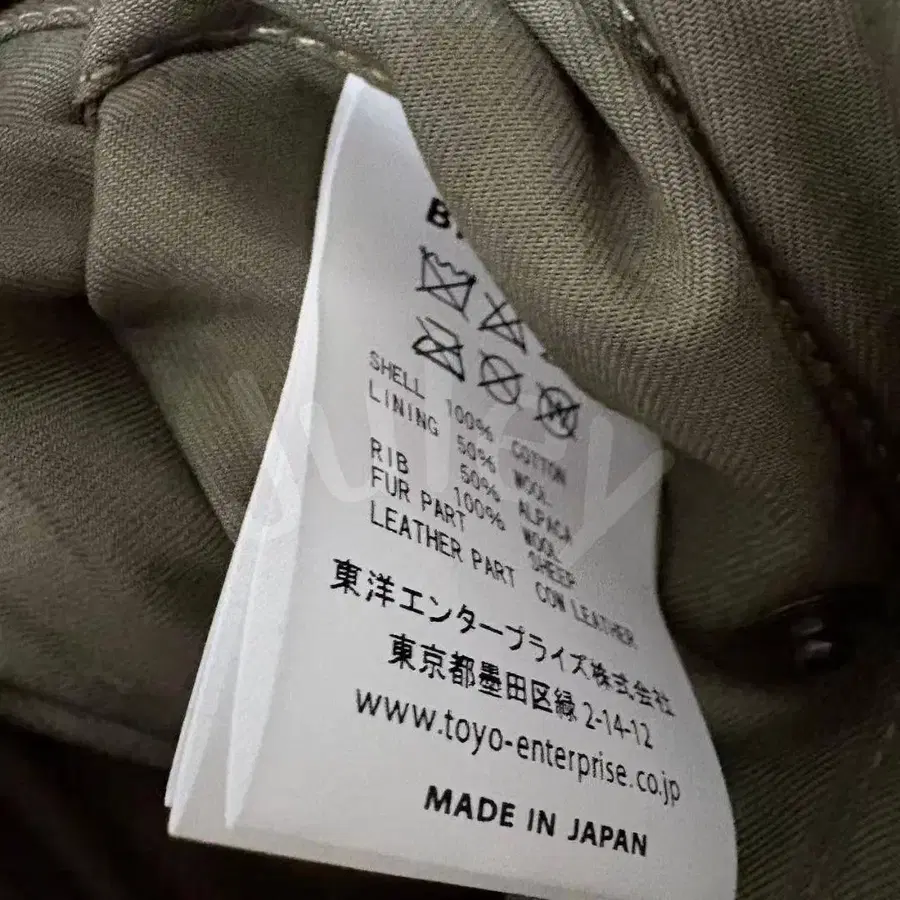 SHELL 100% COTTON
LINING 50% WOOL
50% ALPACA
RIB 100% WOOL
FUR PART SHEEP
LEATHER PART COW LEATHER
東洋エンタープライズ株式会社
東京都墨田区緑 2-14-12
www.toyo-enterprise.co.jp
MADE IN JAPAN